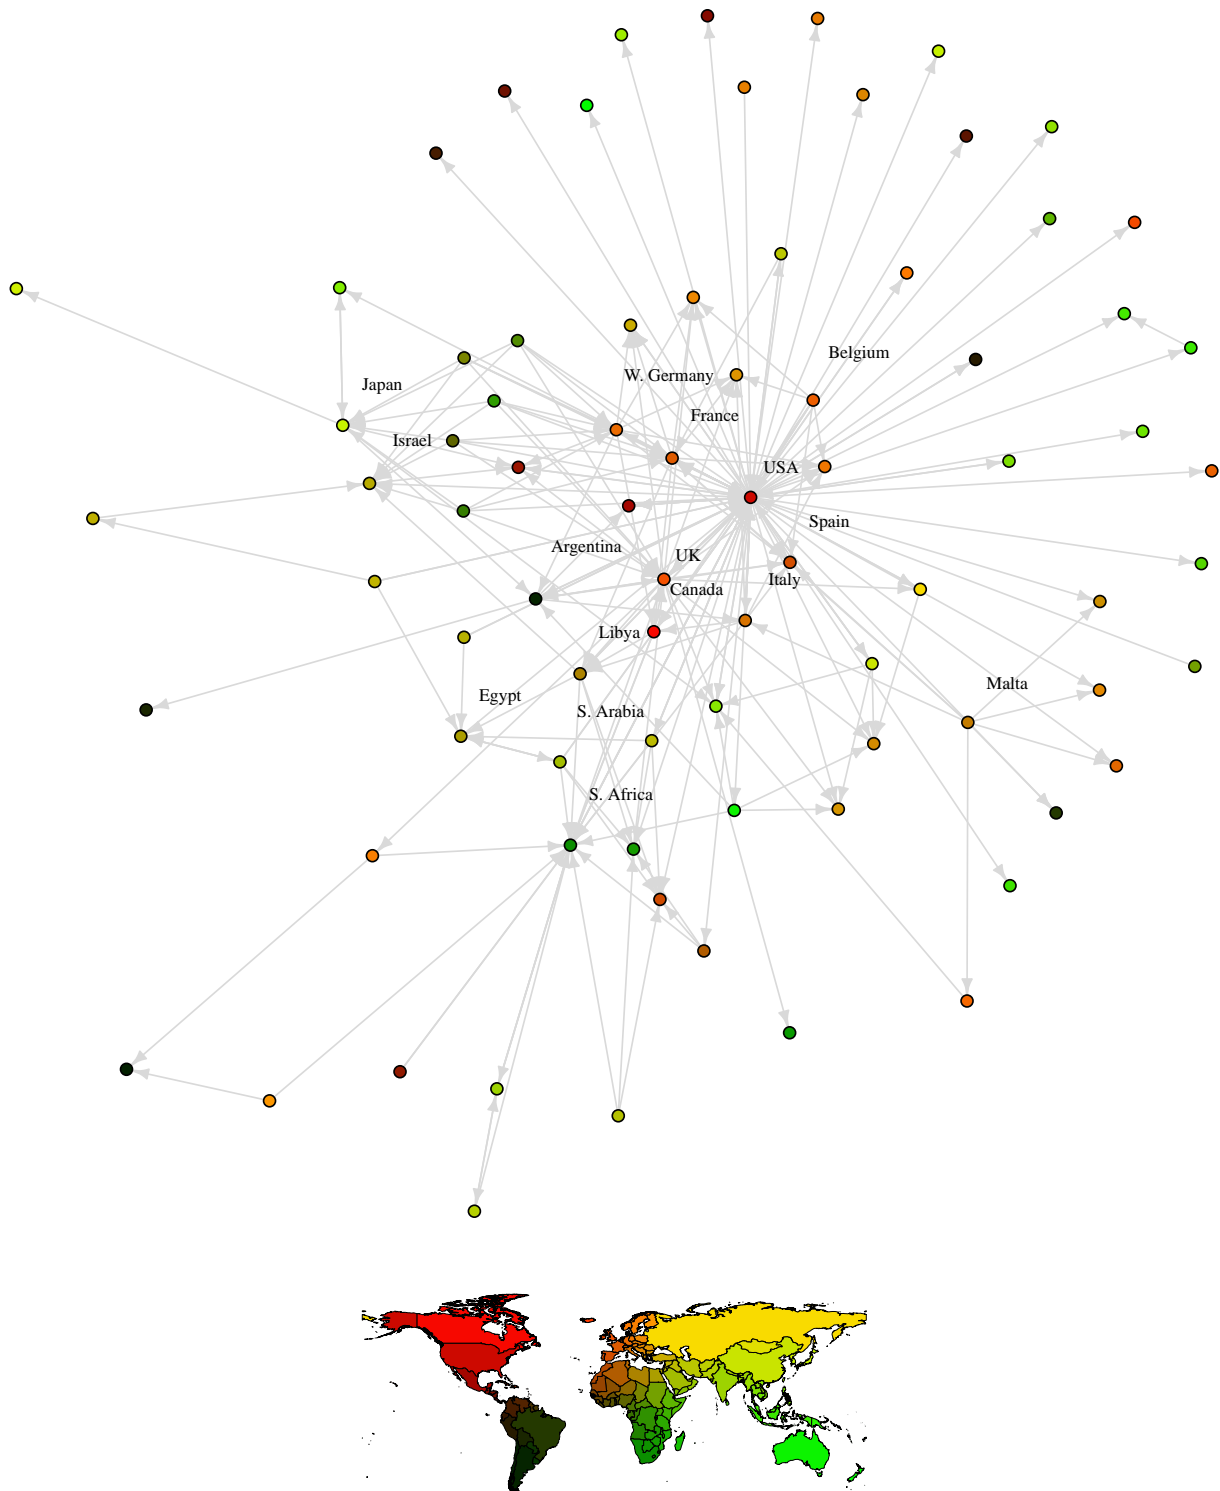 Belgium
W. Germany
Japan
France
Israel
USA
Spain
Argentina
UK
Italy
Canada
Libya
Malta
Egypt
S. Arabia
S. Africa